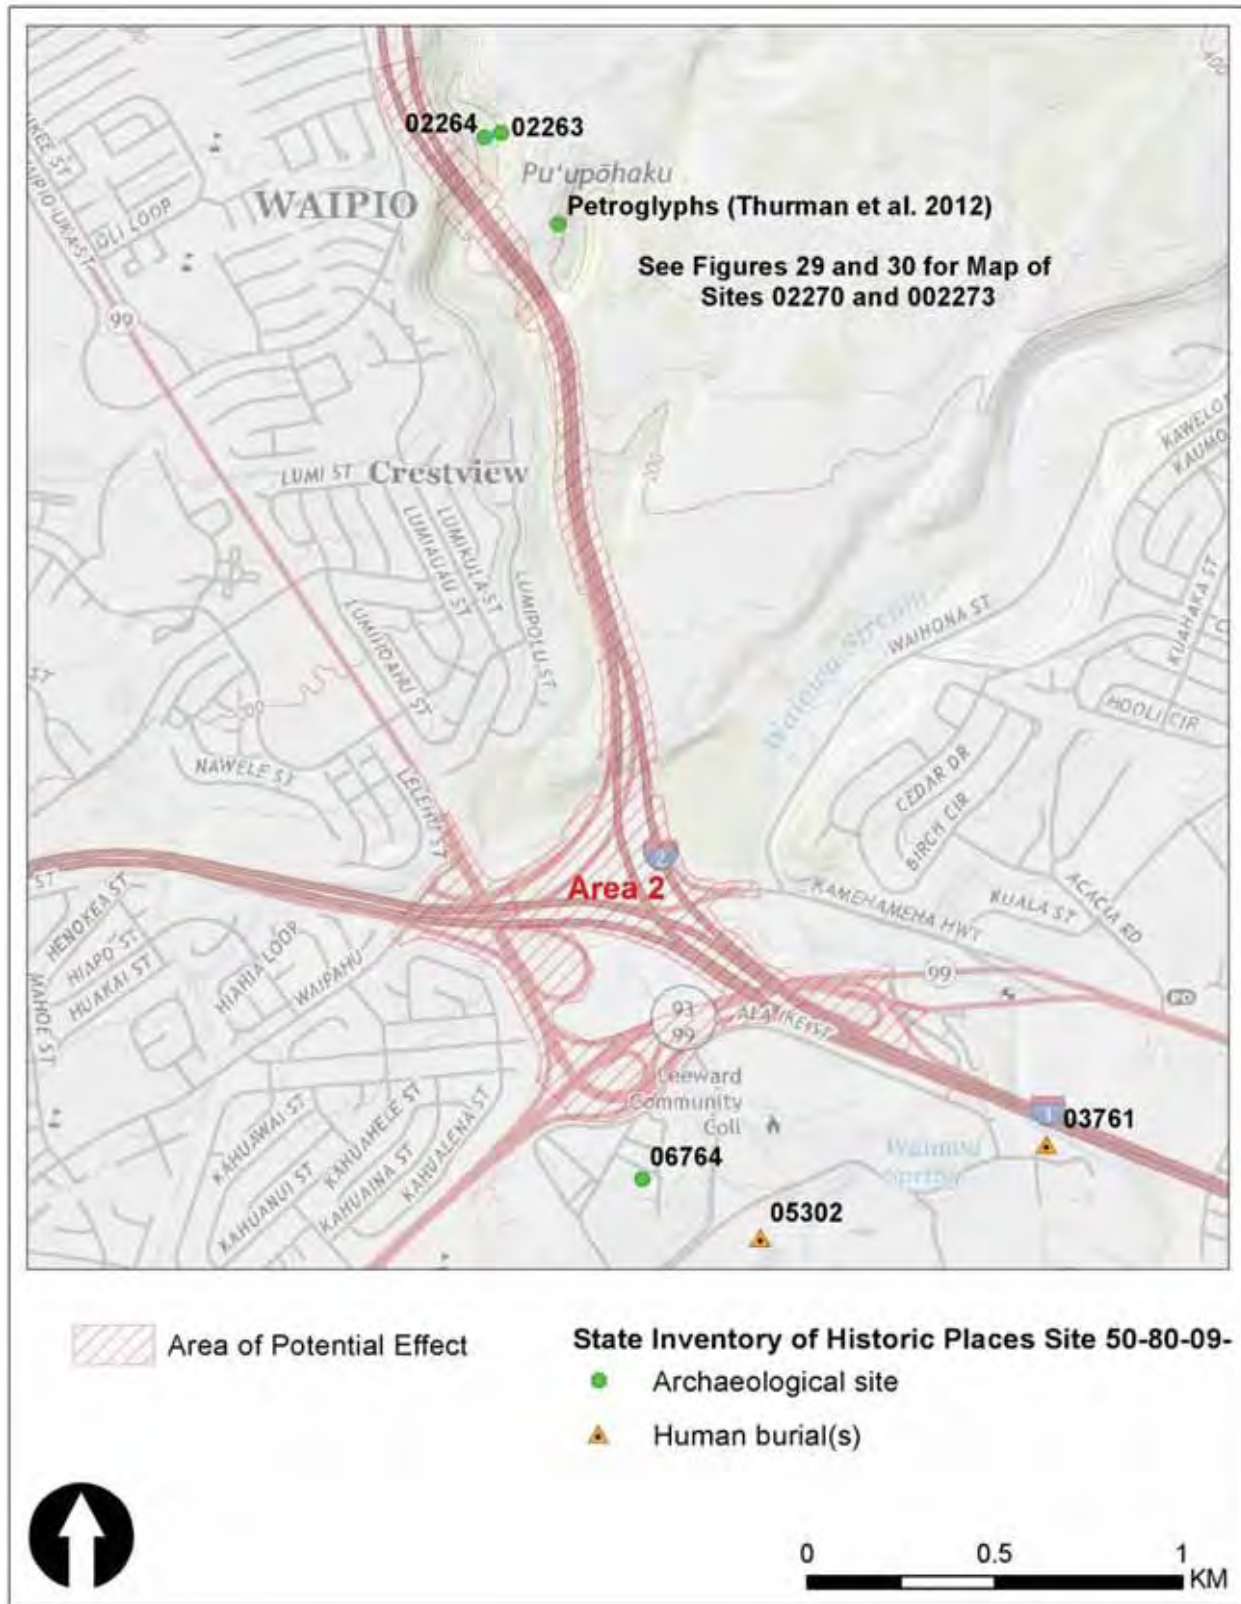 02264
02263
Pu'upōhaku
WAIPIO
Petroglyphs (Thurman et al. 2012)
See Figures 29 and 30 for Map of
Sites 02270 and 002273
OLI LOOP
99
LUMI ST
Crestview
LUMIKULA ST
LUMIAUAU ST
LUMIPOLU ST
WAIHONA ST
KUAHAKA ST
HOOLI CIR
NAWELE ST
LELEHU ST
CEDAR DR
BIRCH CIR
2
Area 2
KAMEHAMEHA HWY
KUALA ST
ACACIA RD
ST
HENOKEA ST
HIAPO ST
HUAKAI ST
MAHOE ST
HIAHIA LOOP
WAIPAHU
99
PO
93
99
Leeward
Community
Coll
1
03761
KAHUAWAI ST
KAHUANUI ST
KAHUAHELE ST
KAHUAINA ST
KAHUALENA ST
06764
05302
Area of Potential Effect
State Inventory of Historic Places Site 50-80-09-
Archaeological site
Human burial(s)
0 0.5 1
KM